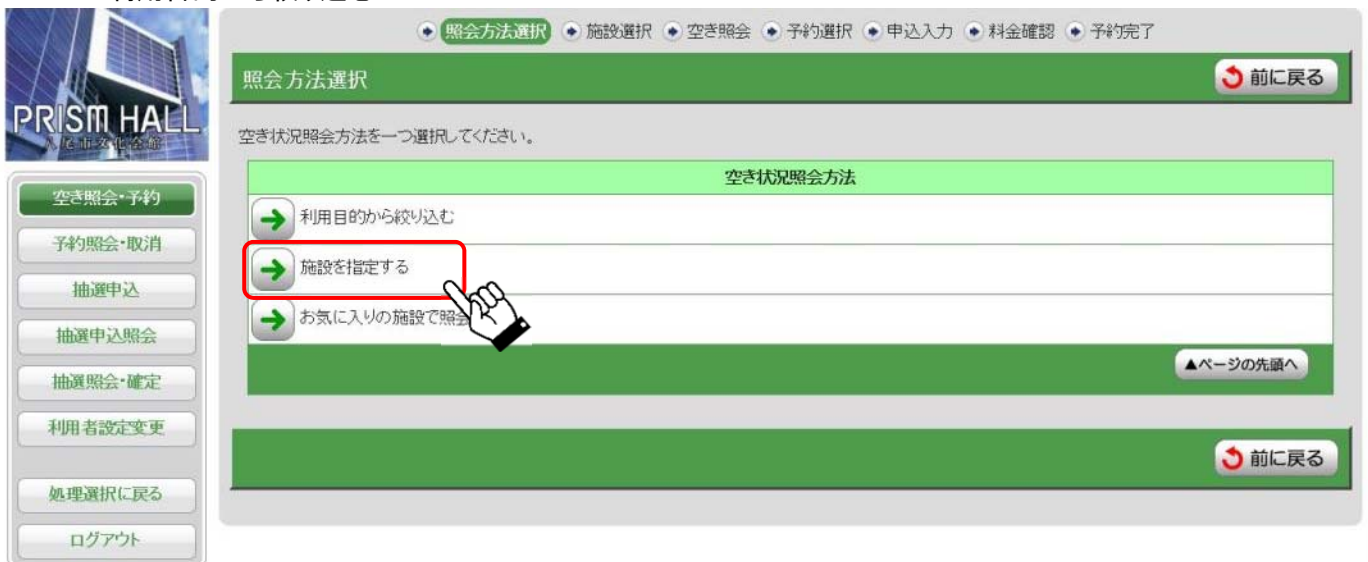 照会方法選択 施設選択 空き照会 予約選択 申込入力 料金確認 予約完了
照会方法選択
前に戻る
PRISM HALL
八尾市文化会館
空き状況照会方法を一つ選択してください。
空き状況照会方法
利用目的から絞り込む
施設を指定する
お気に入りの施設で照会
▲ページの先頭へ
前に戻る
空き照会・予約
予約照会・取消
抽選申込
抽選申込照会
抽選照会・確定
利用者設定変更
処理選択に戻る
ログアウト